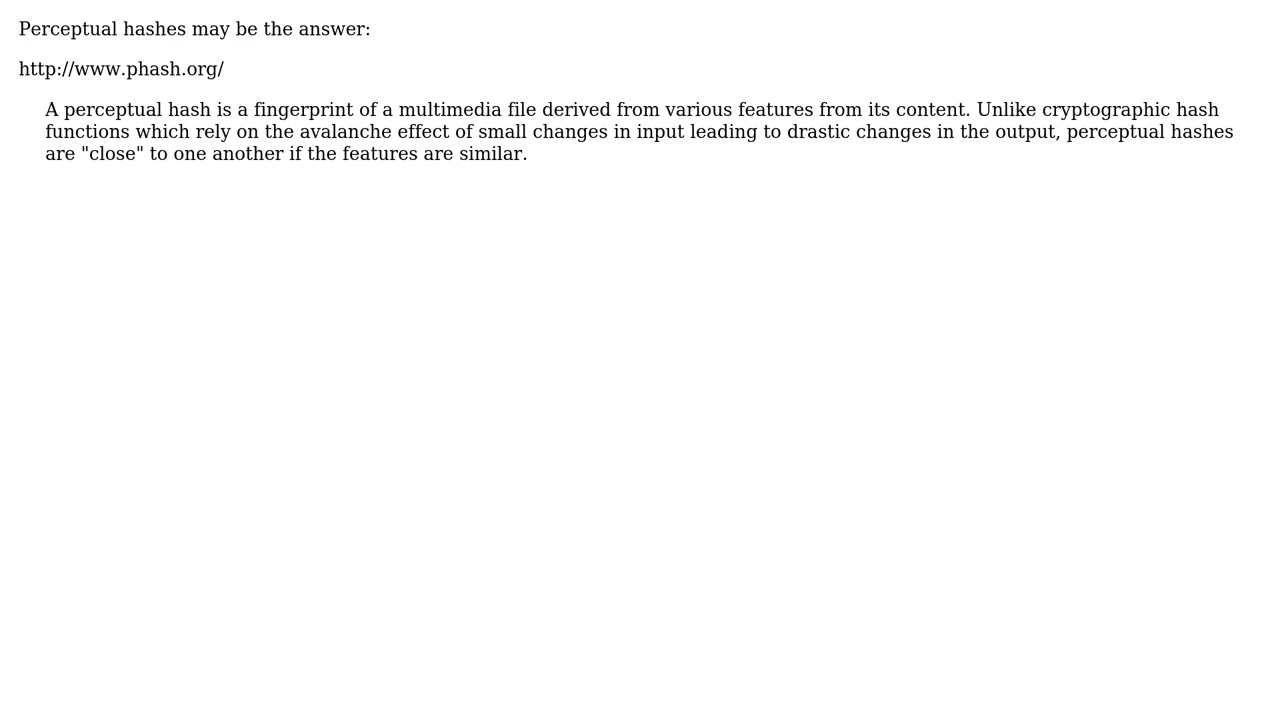 Perceptual hashes may be the answer:
http://www.phash.org/
A perceptual hash is a fingerprint of a multimedia file derived from various features from its content. Unlike cryptographic hash
functions which rely on the avalanche effect of small changes in input leading to drastic changes in the output, perceptual hashes
are "close" to one another if the features are similar.